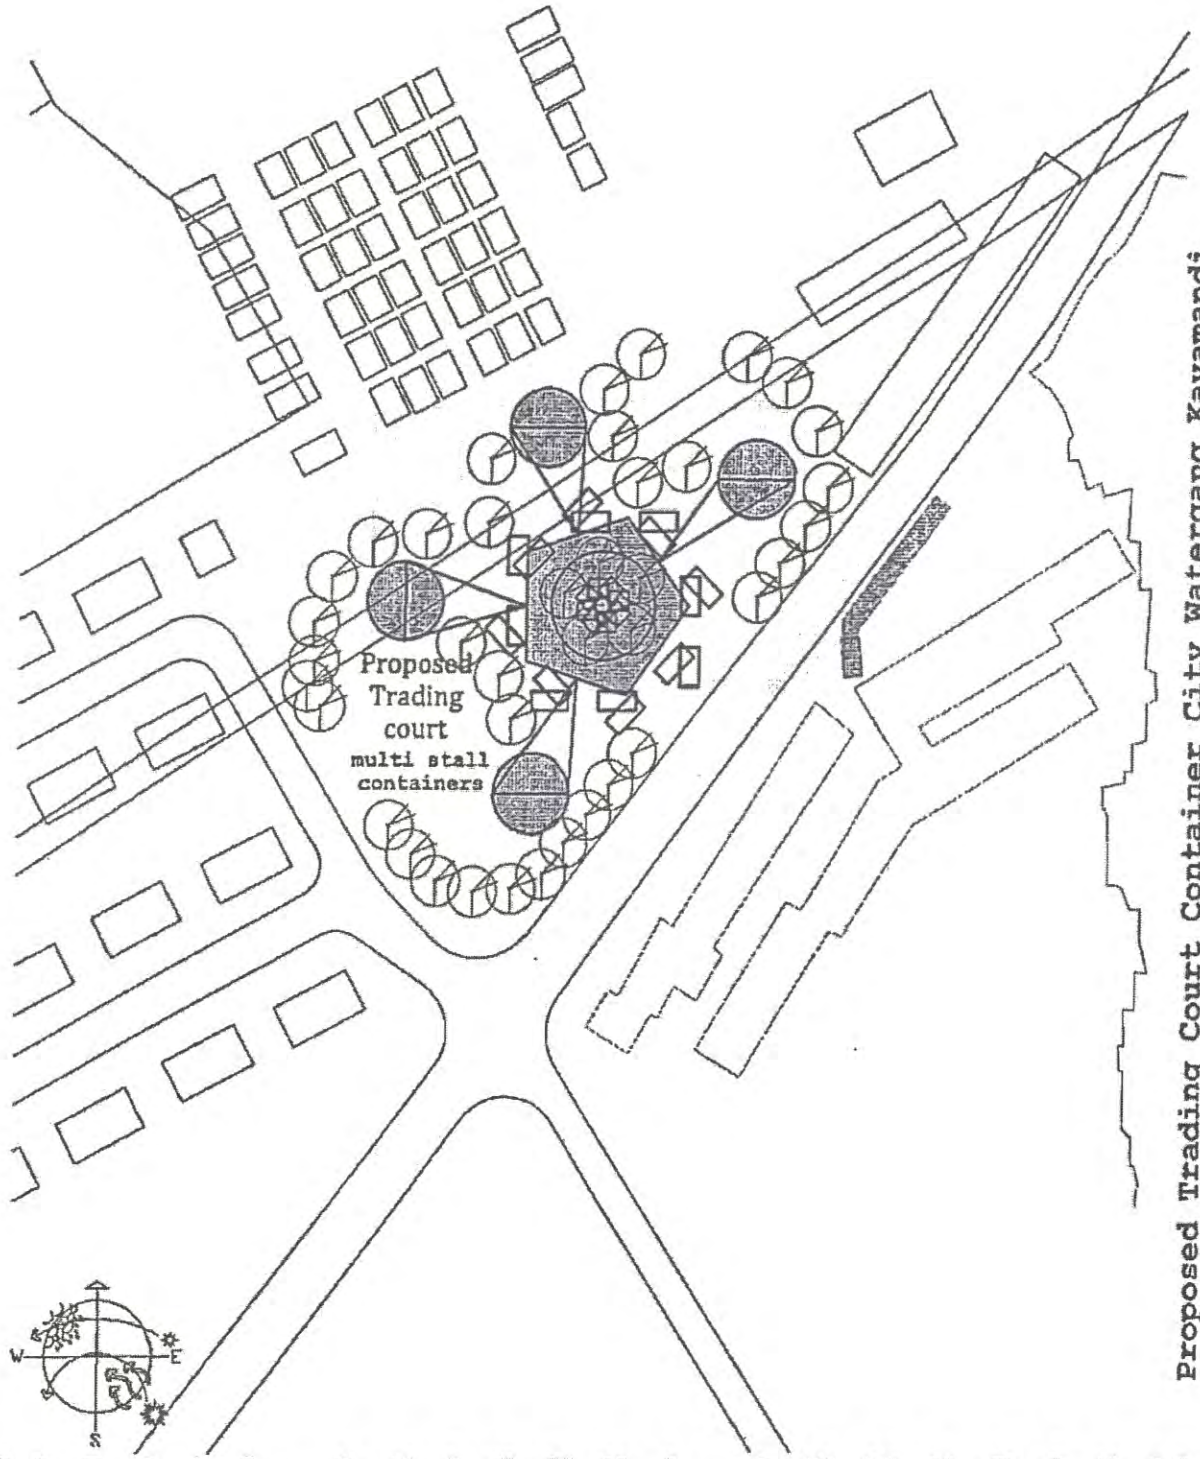 Proposed
Trading
court
multi stall
containers
W
E
S
Proposed Trading Court Container City Watergang Kayamandi